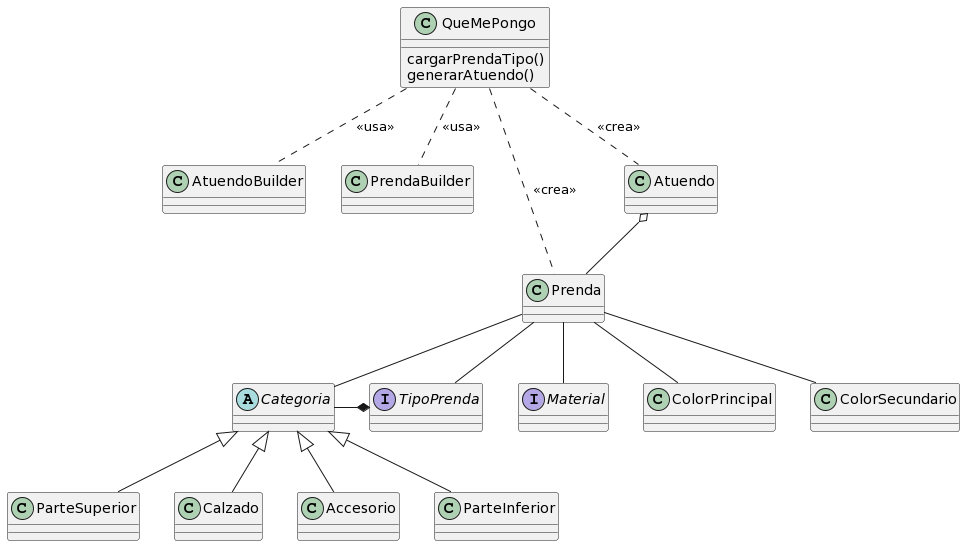 C QueMePongo
cargarPrendaTipo()
generarAtuendo()
«usa»
«usa»
«crea»
C AtuendoBuilder
C PrendaBuilder
«crea»
C Atuendo
C Prenda
A Categoria
I TipoPrenda
I Material
C ColorPrincipal
C ColorSecundario
C ParteSuperior
C Calzado
C Accesorio
C ParteInferior